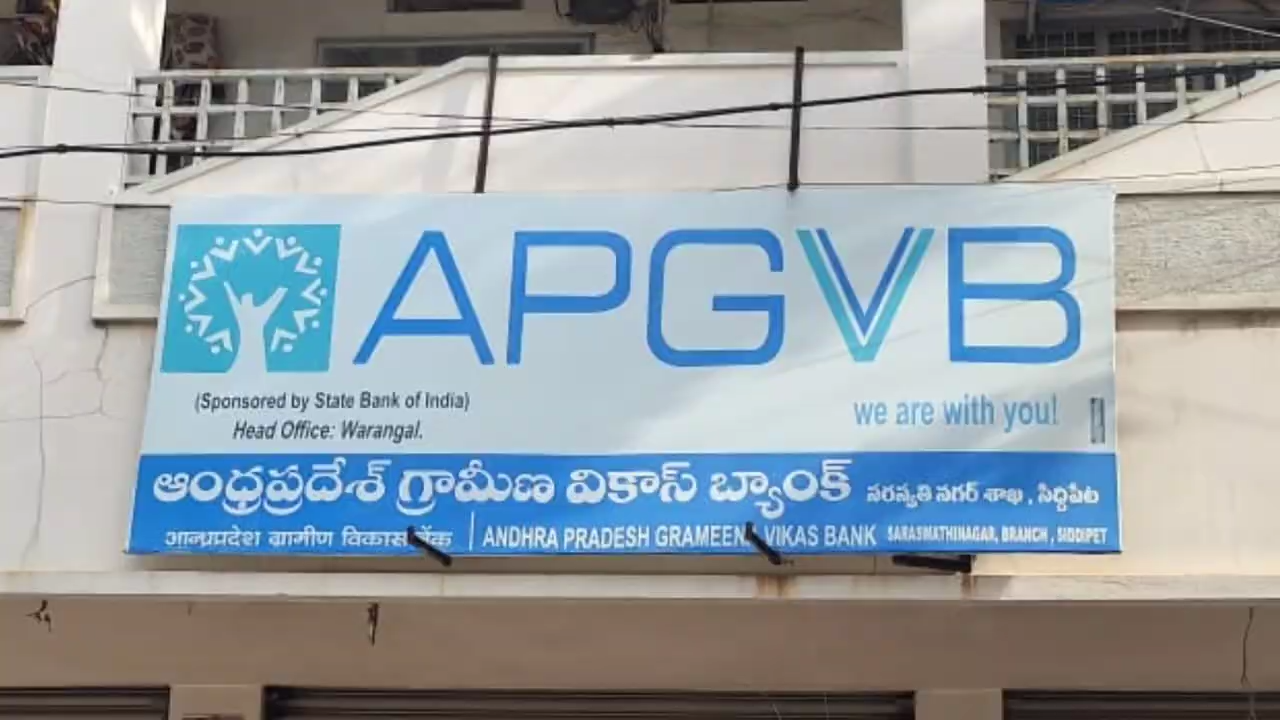 APGVB
(Sponsored by State Bank of India)
Head Office: Warangal.
we are with you!
ఆంధ్రప్రదేశ్ గ్రామీణ వికాస్ బ్యాంక్ సరస్వతి నగర్ శాఖ , సిద్దిపేట
आन्ध्रप्रदेश ग्रामीण विकास बैंक ANDHRA PRADESH GRAMEENA VIKAS BANK SARASWATHINAGAR, BRANCH , SIDDIPET